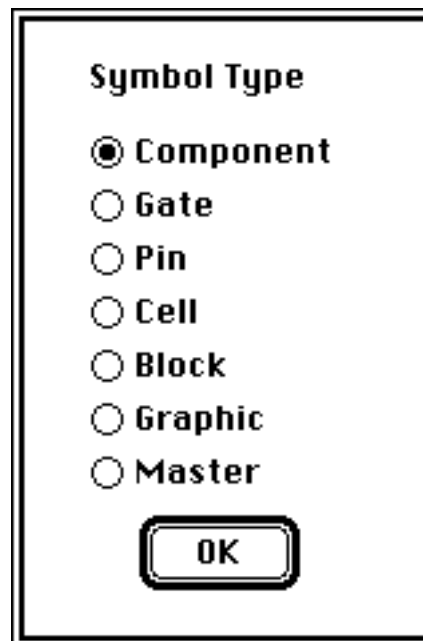 Symbol Type
Component
Gate
Pin
Cell
Block
Graphic
Master
OK